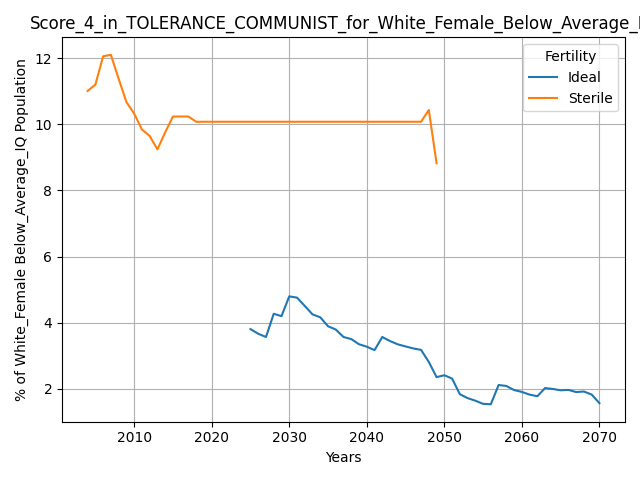 Score_4_in_TOLERANCE_COMMUNIST_for_White_Female_Below_Average_
Fertility
Ideal
Sterile
12
10
8
6
4
2
% of White_Female Below_Average_IQ Population
2010
2020
2030
2040
2050
2060
2070
Years